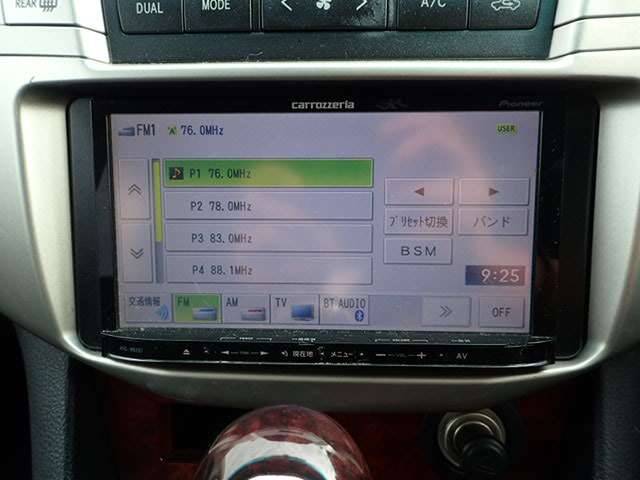 REAR
DUAL
MODE
A/C
carrozzeria
Pioneer
FM1 76.0MHz
USER
P1 76.0MHz
P2 78.0MHz
P3 83.0MHz
P4 88.1MHz
プリセット切換
バンド
BSM
9:25
交通情報
FM
AM
TV
BT AUDIO
OFF
現在地
メニュー
AV